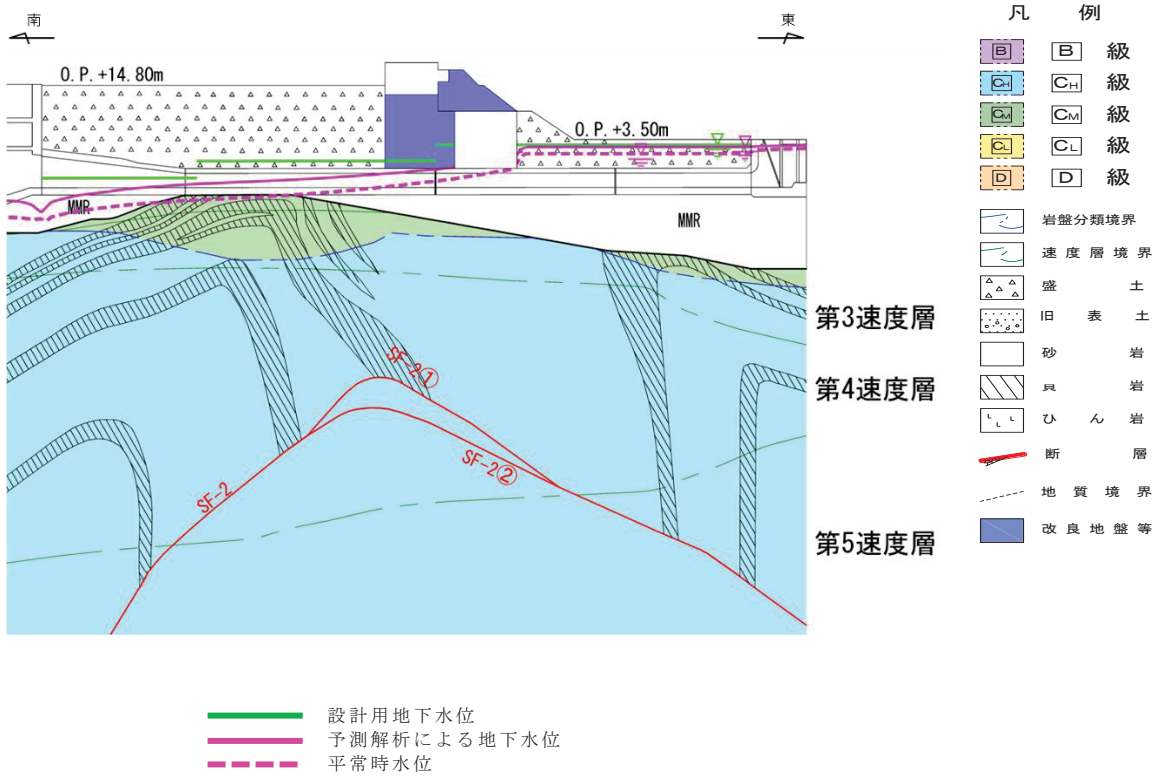 南
東
O.P.+14.80m
O.P.+3.50m
MMR
MMR
SF-2①
SF-2②
SF-2
第3速度層
第4速度層
第5速度層
凡 例
B B 級
CH CH 級
CM CM 級
CL CL 級
D D 級
岩盤分類境界
速度層境界
盛土
旧表土
砂岩
頁岩
ひん岩
断層
地質境界
改良地盤等
設計用地下水位
予測解析による地下水位
平常時水位